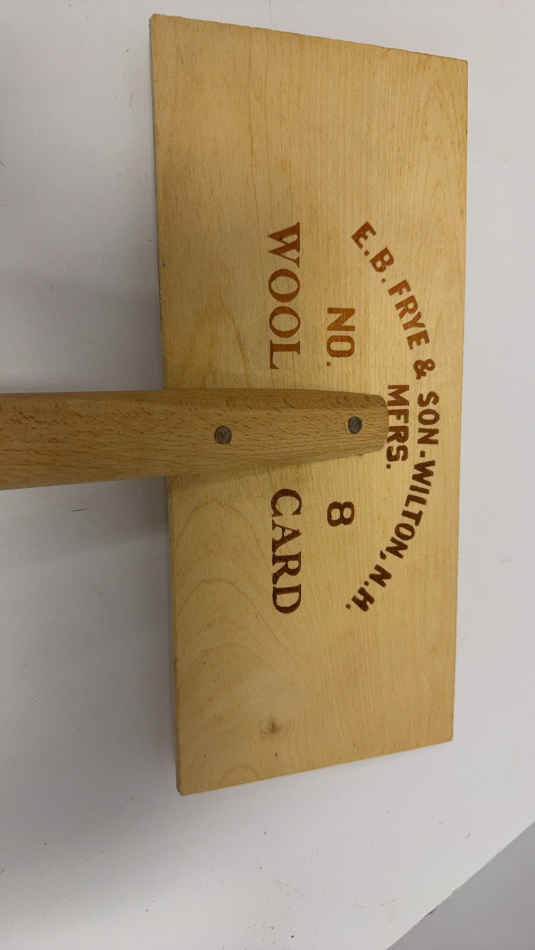 E.B. FRYE & SON-WILTON, N.H.
MFRS.
NO. 8
WOOL CARD